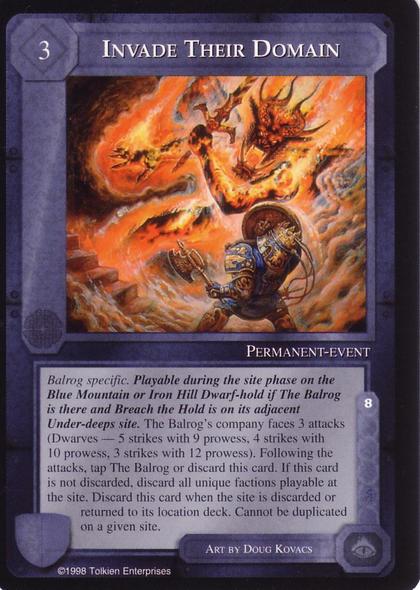 3
INVADE THEIR DOMAIN
PERMANENT-EVENT
Balrog specific. Playable during the site phase on the
Blue Mountain or Iron Hill Dwarf-hold if The Balrog
is there and Breach the Hold is on its adjacent
Under-deeps site. The Balrog's company faces 3 attacks
(Dwarves — 5 strikes with 9 prowess, 4 strikes with
10 prowess, 3 strikes with 12 prowess). Following the
attacks, tap The Balrog or discard this card. If this card
is not discarded, discard all unique factions playable at
the site. Discard this card when the site is discarded or
returned to its location deck. Cannot be duplicated
on a given site.
8
ART BY DOUG KOVACS
©1998 Tolkien Enterprises